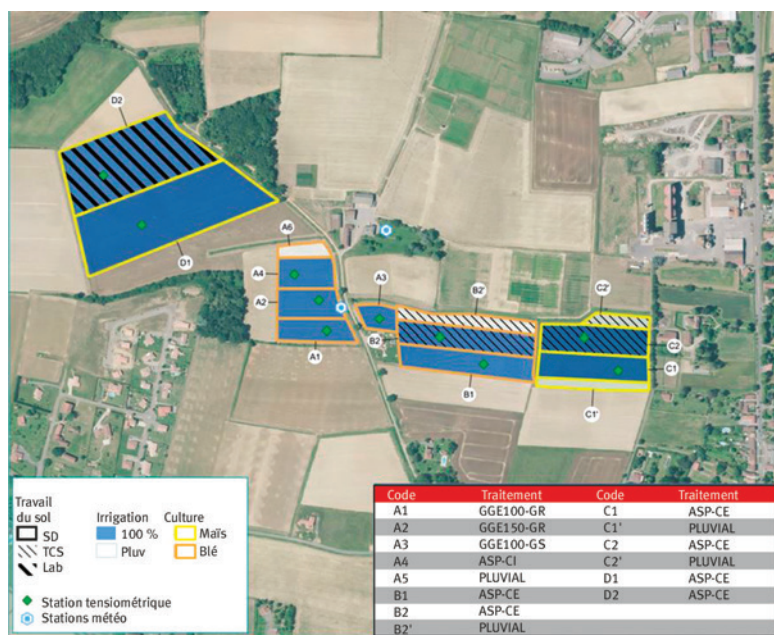 D2
D1
A6
A4
A2
A1
A3
B2'
B2
B1
C2'
C2
C1
C1'
Travail
du sol
SD
TCS
Lab
Irrigation
100 %
Pluv
Culture
Maïs
Blé
Station tensiométrique
Stations météo
Code Traitement Code Traitement
A1 GGE100-GR C1 ASP-CE
A2 GGE150-GR C1' PLUVIAL
A3 GGE100-GS C2 ASP-CE
A4 ASP-CI C2' PLUVIAL
A5 PLUVIAL D1 ASP-CE
B1 ASP-CE D2 ASP-CE
B2 ASP-CE
B2' PLUVIAL